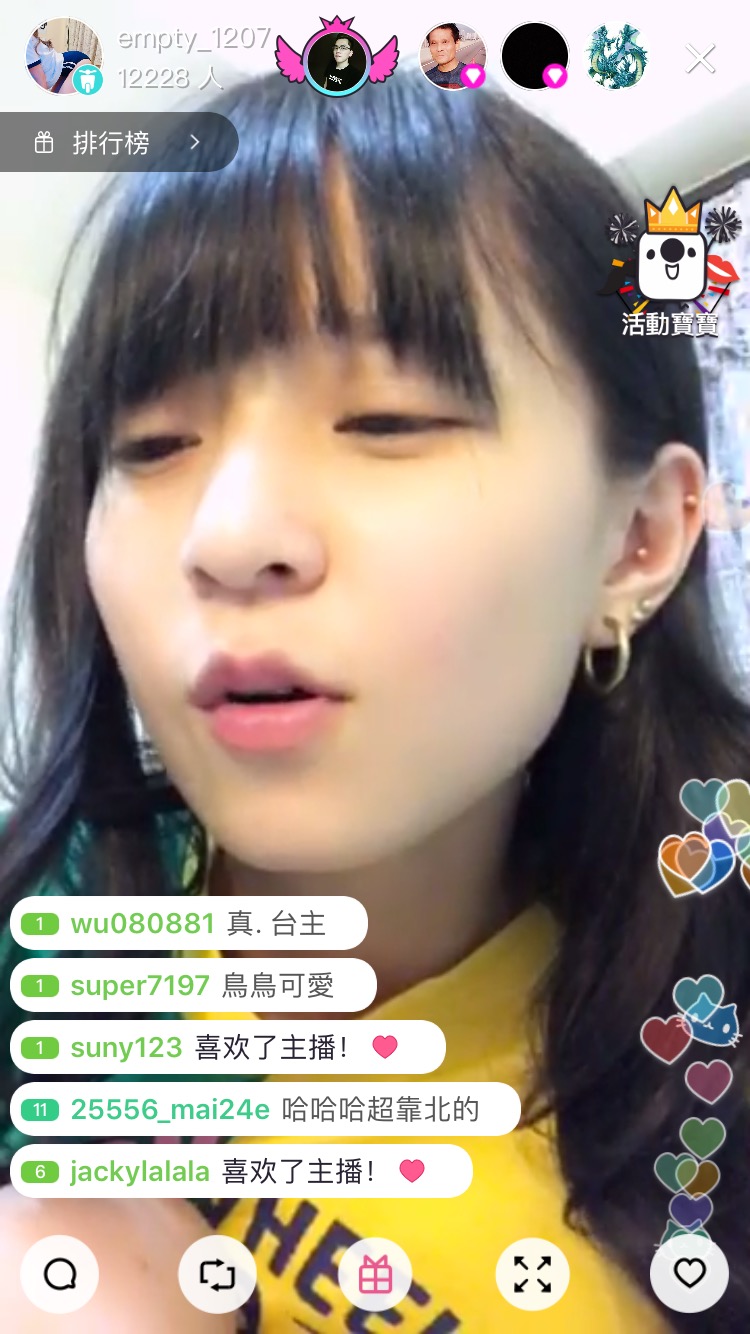 empty_1207
12228 人
排行榜
活動寶寶
1 wu080881 真. 台主
1 super7197 鳥鳥可愛
1 suny123 喜欢了主播！
11 25556_mai24e 哈哈哈超靠北的
6 jackylalala 喜欢了主播！